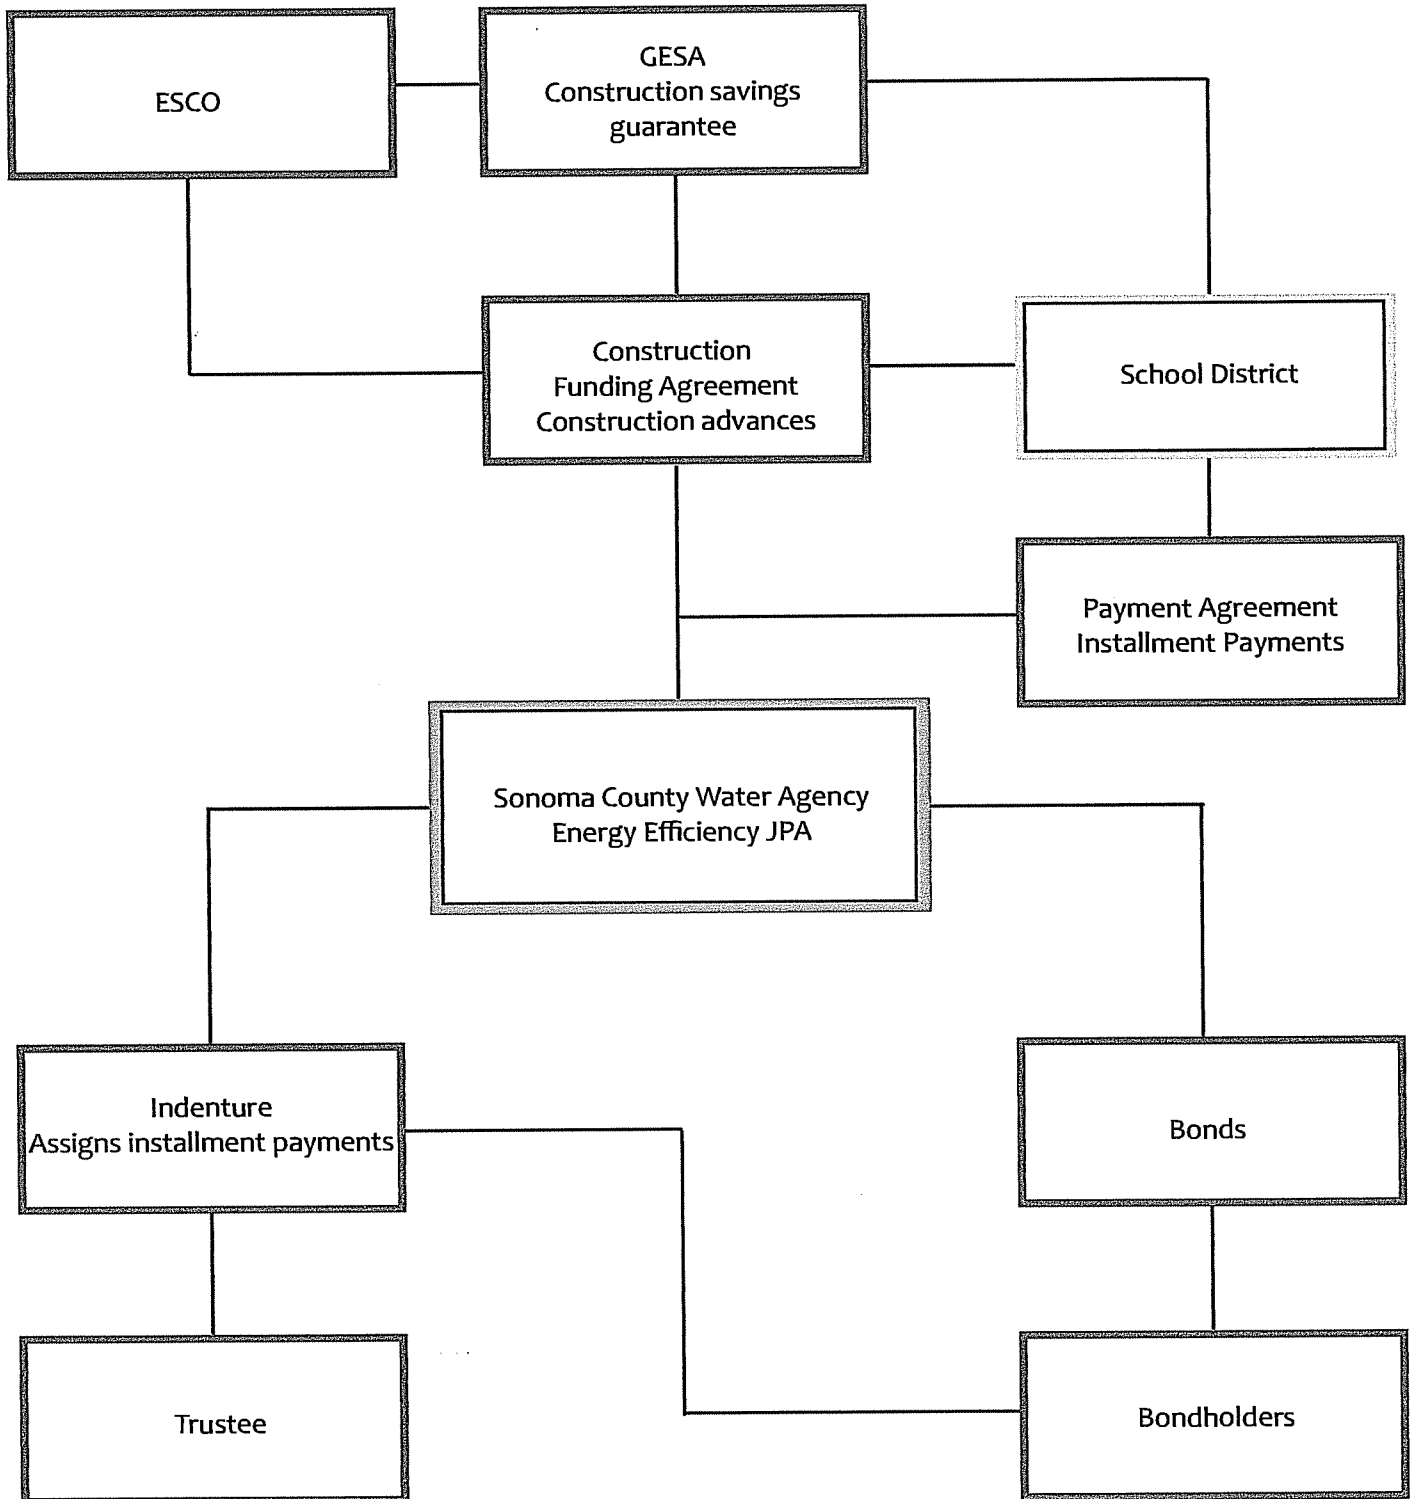 ESCO
GESA
Construction savings
guarantee
Construction
Funding Agreement
Construction advances
School District
Payment Agreement
Installment Payments
Sonoma County Water Agency
Energy Efficiency JPA
Indenture
Assigns installment payments
Bonds
Trustee
Bondholders